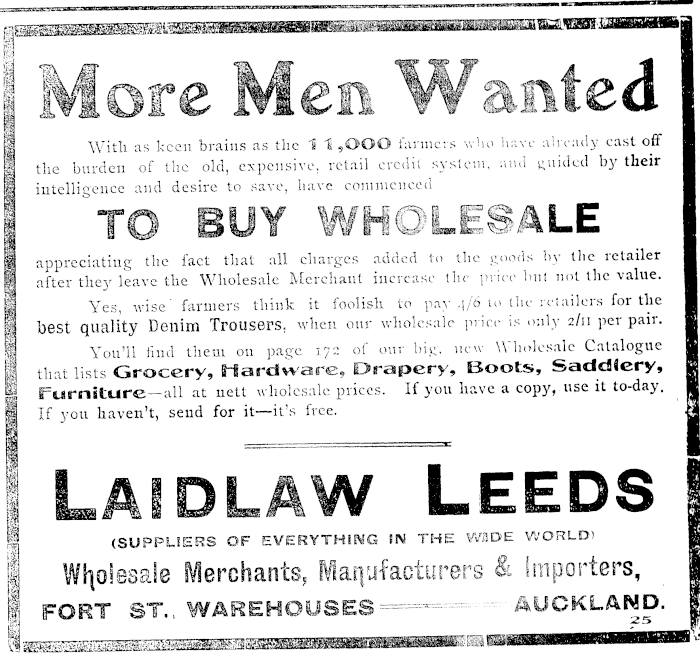 More Men Wanted
With as keen brains as the 11,000 farmers who have already cast off
the burden of the old, expensive, retail credit system, and guided by their
intelligence and desire to save, have commenced
TO BUY WHOLESALE
appreciating the fact that all charges added to the goods by the retailer
after they leave the Wholesale Merchant increase the price but not the value.
Yes, wise farmers think it foolish to pay 4/6 to the retailers for the
best quality Denim Trousers, when our wholesale price is only 2/11 per pair.
You'll find them on page 172 of our big, new Wholesale Catalogue
that lists Grocery, Hardware, Drapery, Boots, Saddlery,
Furniture—all at nett wholesale prices. If you have a copy, use it to-day.
If you haven't, send for it—it's free.
LAIDLAW LEEDS
(SUPPLIERS OF EVERYTHING IN THE WIDE WORLD)
Wholesale Merchants, Manufacturers & Importers,
FORT ST., WAREHOUSES AUCKLAND.
25